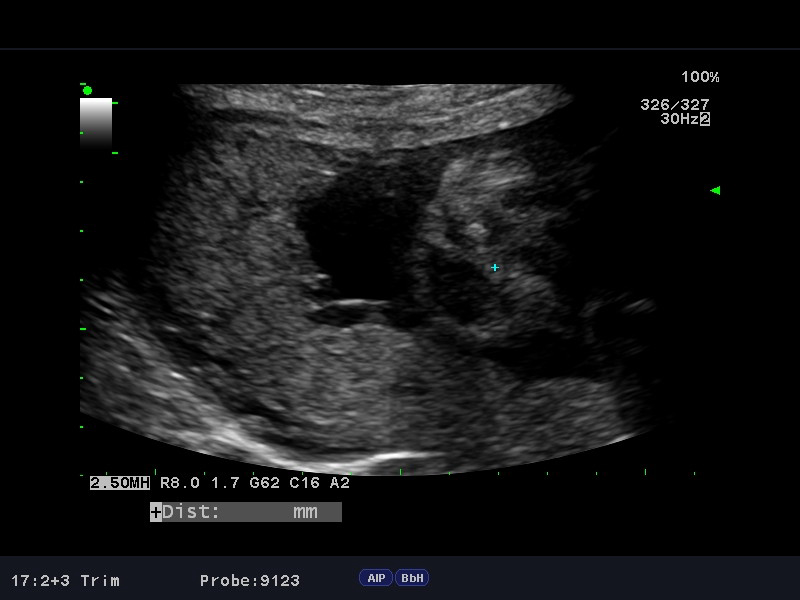 100%
326/327
30Hz2
2.50MH R8.0 1.7 G62 C16 A2
+Dist: mm
17:2+3 Trim Probe:9123 AIP BbH